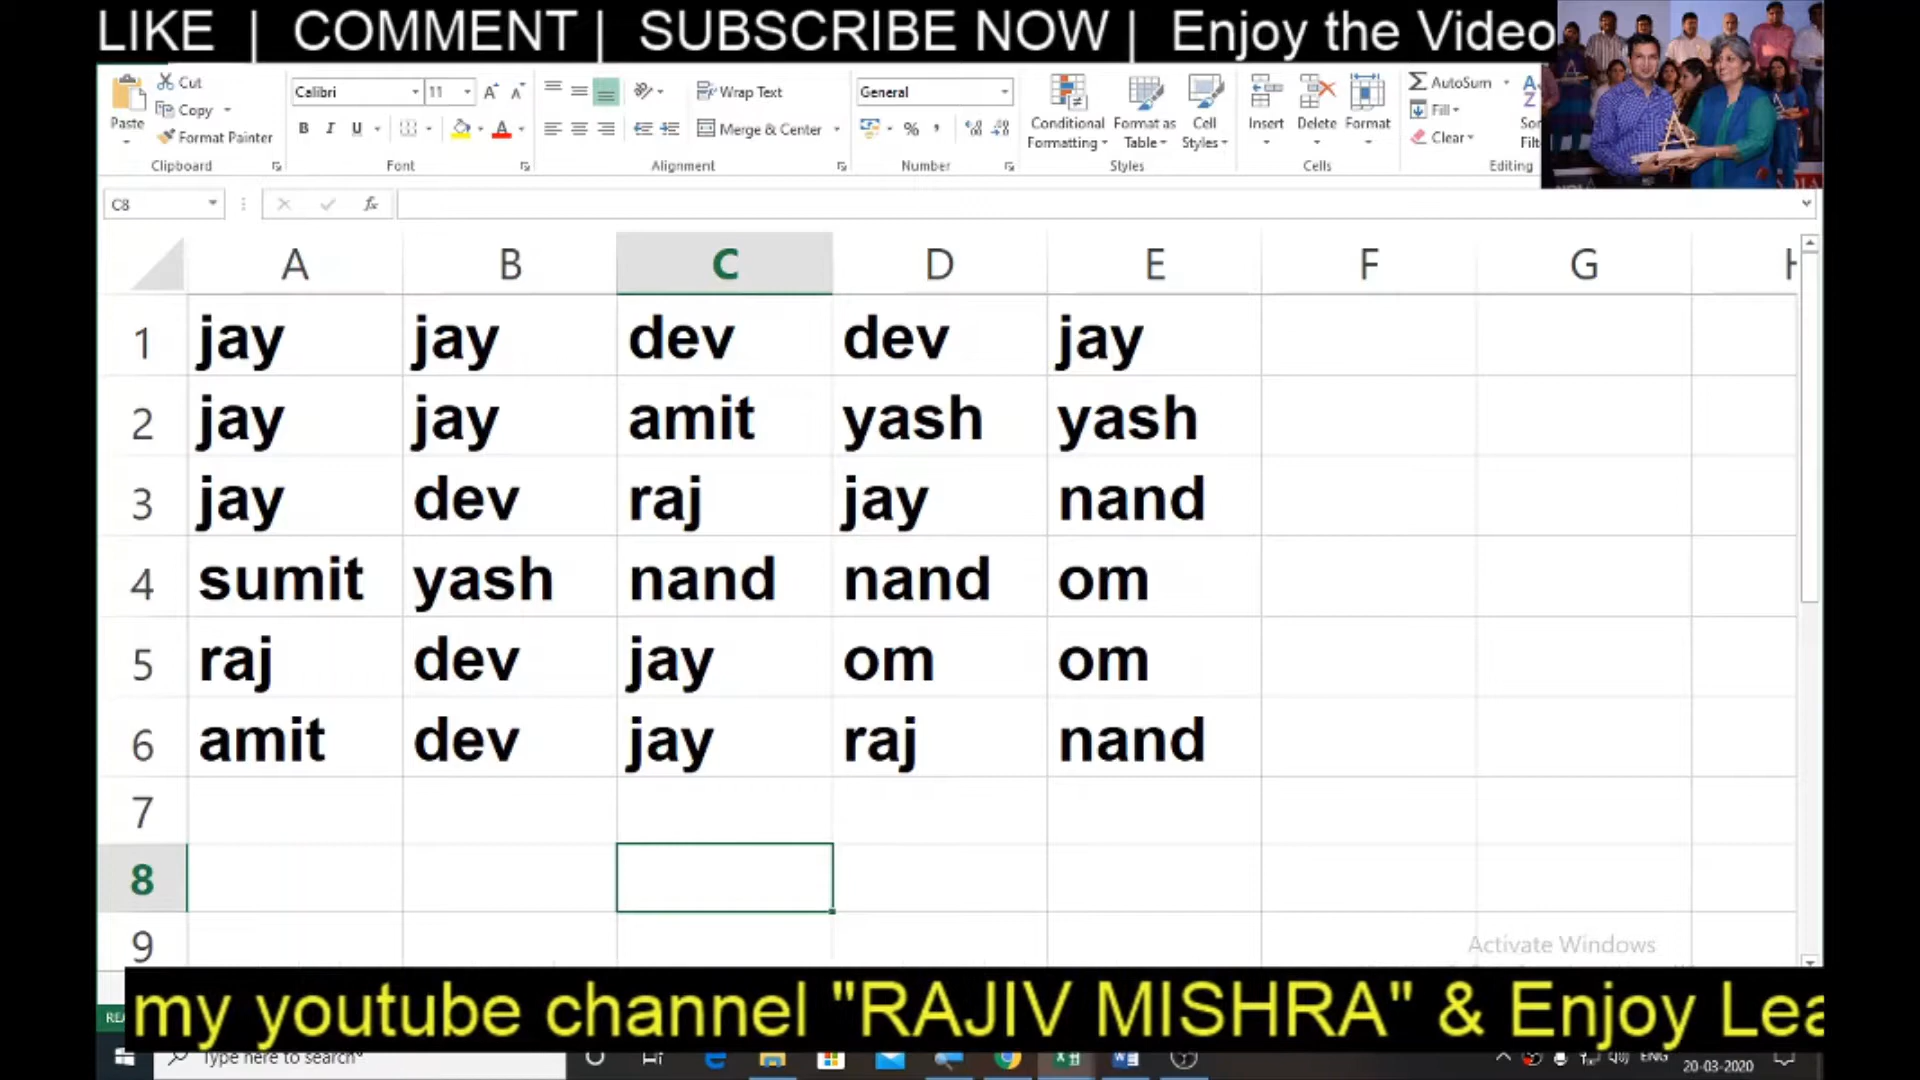 LIKE | COMMENT | SUBSCRIBE NOW | Enjoy the Video
Paste
Cut
Copy
Format Painter
Clipboard
Calibri 11
B I U
Font
Wrap Text
Merge & Center
Alignment
General
%
Number
Conditional Formatting
Format as Table
Cell Styles
Styles
Insert
Delete
Format
Cells
AutoSum
Fill
Clear
Editing
C8
fx
A B C D E F G
1 jay jay dev dev jay
2 jay jay amit yash yash
3 jay dev raj jay nand
4 sumit yash nand nand om
5 raj dev jay om om
6 amit dev jay raj nand
7
8
9
Activate Windows
my youtube channel "RAJIV MISHRA" & Enjoy Lea
Type here to search
ENG
20-03-2020